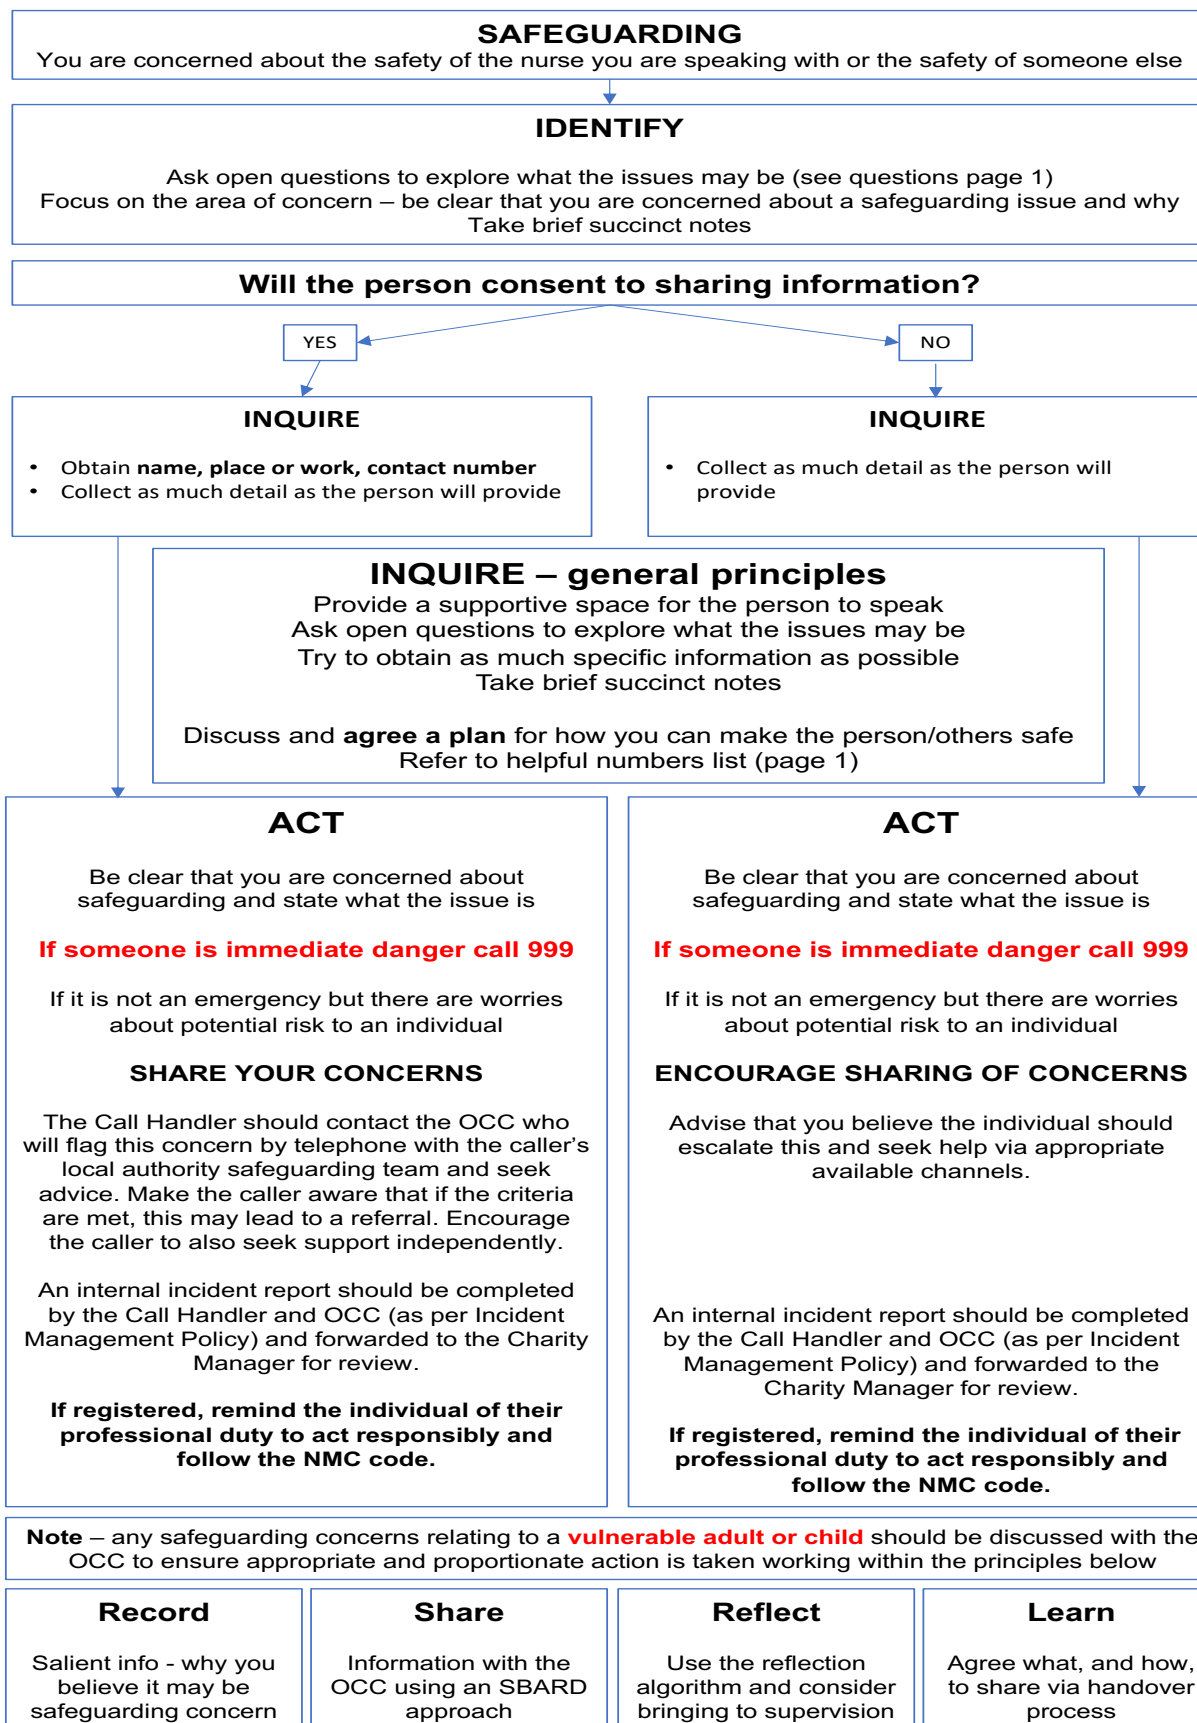 SAFEGUARDING
You are concerned about the safety of the nurse you are speaking with or the safety of someone else
IDENTIFY
Ask open questions to explore what the issues may be (see questions page 1)
Focus on the area of concern – be clear that you are concerned about a safeguarding issue and why
Take brief succinct notes
Will the person consent to sharing information?
YES
NO
INQUIRE
• Obtain name, place or work, contact number
• Collect as much detail as the person will provide
INQUIRE
• Collect as much detail as the person will
provide
INQUIRE – general principles
Provide a supportive space for the person to speak
Ask open questions to explore what the issues may be
Try to obtain as much specific information as possible
Take brief succinct notes
Discuss and agree a plan for how you can make the person/others safe
Refer to helpful numbers list (page 1)
ACT
Be clear that you are concerned about
safeguarding and state what the issue is
If someone is immediate danger call 999
If it is not an emergency but there are worries
about potential risk to an individual
SHARE YOUR CONCERNS
The Call Handler should contact the OCC who
will flag this concern by telephone with the caller's
local authority safeguarding team and seek
advice. Make the caller aware that if the criteria
are met, this may lead to a referral. Encourage
the caller to also seek support independently.
An internal incident report should be completed
by the Call Handler and OCC (as per Incident
Management Policy) and forwarded to the Charity
Manager for review.
If registered, remind the individual of their
professional duty to act responsibly and
follow the NMC code.
ACT
Be clear that you are concerned about
safeguarding and state what the issue is
If someone is immediate danger call 999
If it is not an emergency but there are worries
about potential risk to an individual
ENCOURAGE SHARING OF CONCERNS
Advise that you believe the individual should
escalate this and seek help via appropriate
available channels.
An internal incident report should be completed
by the Call Handler and OCC (as per Incident
Management Policy) and forwarded to the
Charity Manager for review.
If registered, remind the individual of their
professional duty to act responsibly and
follow the NMC code.
Note – any safeguarding concerns relating to a vulnerable adult or child should be discussed with the
OCC to ensure appropriate and proportionate action is taken working within the principles below
Record
Salient info - why you
believe it may be
safeguarding concern
Share
Information with the
OCC using an SBARD
approach
Reflect
Use the reflection
algorithm and consider
bringing to supervision
Learn
Agree what, and how,
to share via handover
process